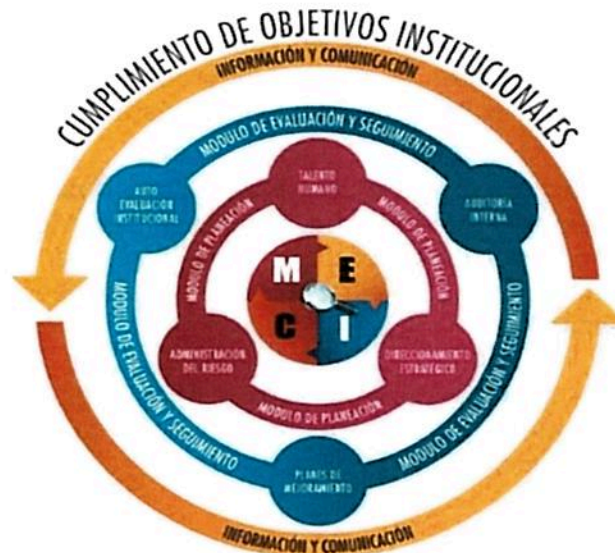 CUMPLIMIENTO DE OBJETIVOS INSTITUCIONALES
INFORMACIÓN Y COMUNICACIÓN
MODULO DE EVALUACIÓN Y SEGUIMIENTO
TALENTO
HUMANO
AUTO
EVALUACIÓN
INSTITUCIONAL
AUDITORÍA
INTERNA
MODULO DE PLANEACIÓN
MODULO DE PLANEACIÓN
M E
C I
MODULO DE EVALUACIÓN Y SEGUIMIENTO
MODULO DE EVALUACIÓN Y SEGUIMIENTO
ADMINISTRACIÓN
DEL RIESGO
DIRECCIONAMIENTO
ESTRATÉGICO
MODULO DE PLANEACIÓN
PLANES DE
MEJORAMIENTO
INFORMACIÓN Y COMUNICACIÓN